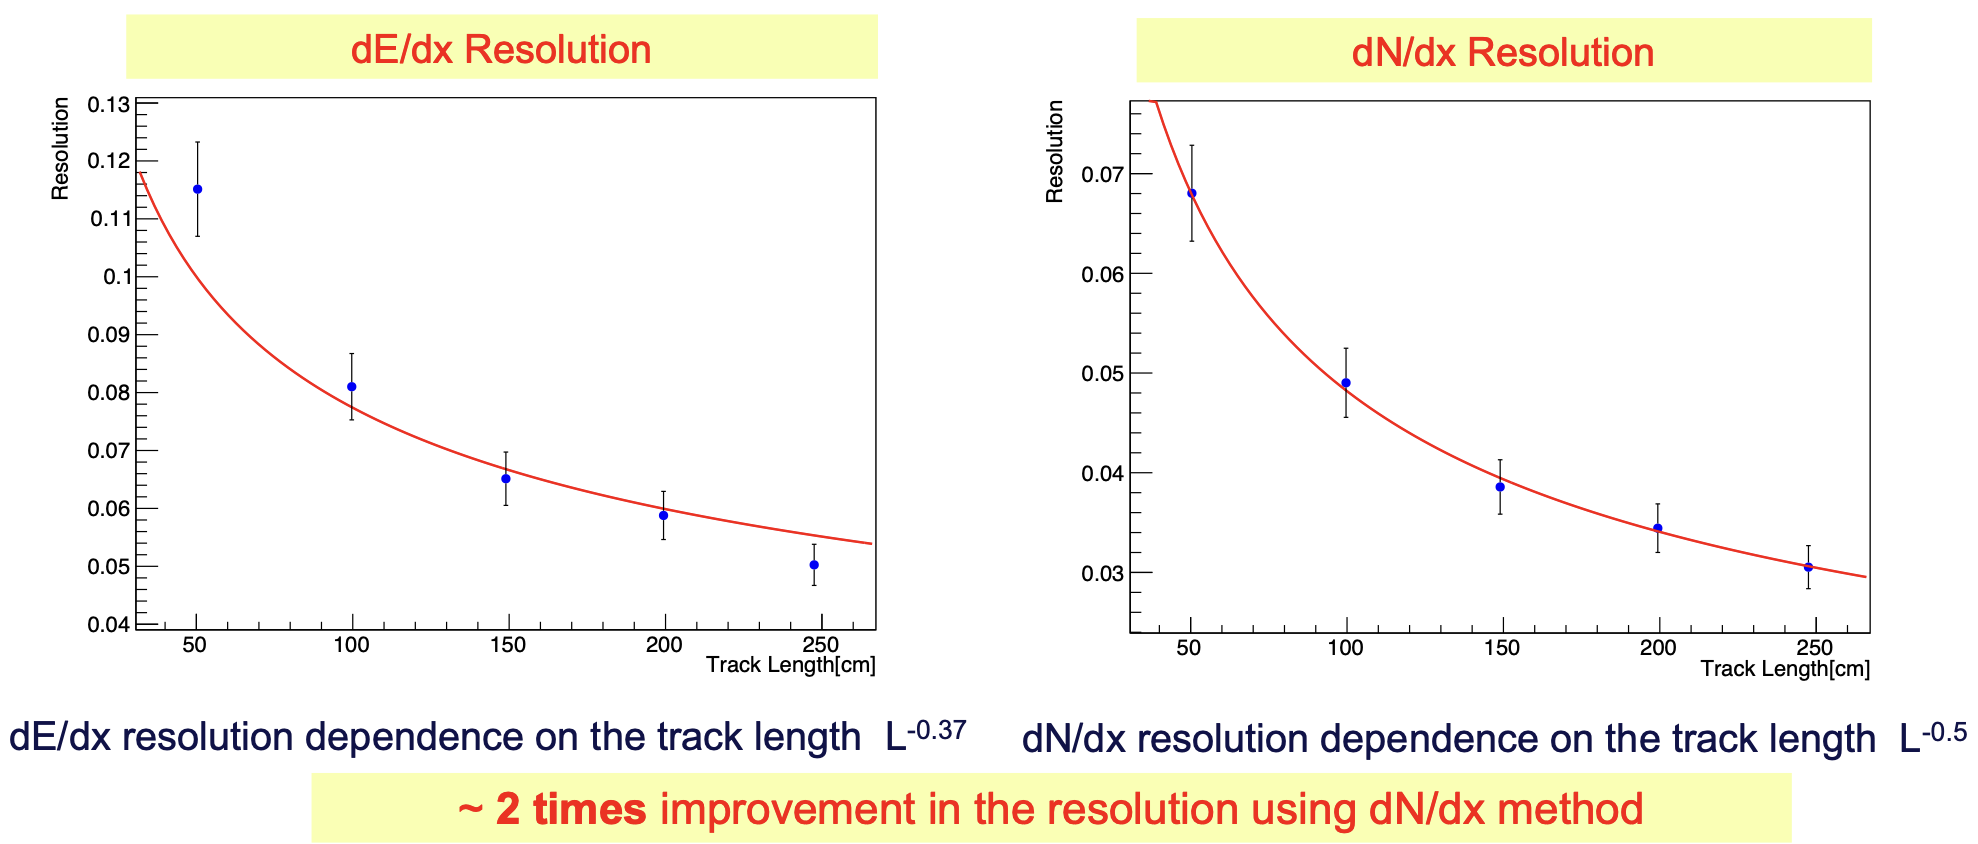 dE/dx Resolution
dN/dx Resolution
Resolution
0.13
0.12
0.11
0.1
0.09
0.08
0.07
0.06
0.05
0.04
50 100 150 200 250
Track Length[cm]
Resolution
0.07
0.06
0.05
0.04
0.03
50 100 150 200 250
Track Length[cm]
dE/dx resolution dependence on the track length L-0.37
dN/dx resolution dependence on the track length L-0.5
~ 2 times improvement in the resolution using dN/dx method